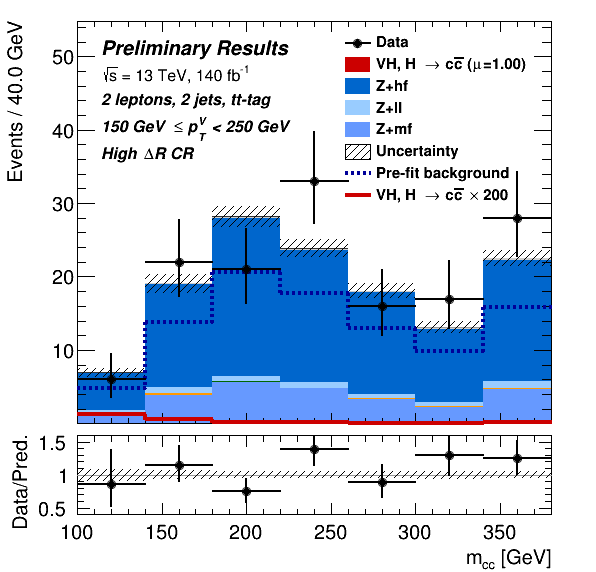 Events / 40.0 GeV
Preliminary Results
√s = 13 TeV, 140 fb⁻¹
2 leptons, 2 jets, tt-tag
150 GeV ≤ p_T^V < 250 GeV
High ΔR CR
Data
VH, H → cc̅ (μ=1.00)
Z+hf
Z+ll
Z+mf
Uncertainty
Pre-fit background
VH, H → cc̅ × 200
50
40
30
20
10
Data/Pred.
1.5
1
0.5
100 150 200 250 300 350
m_cc [GeV]